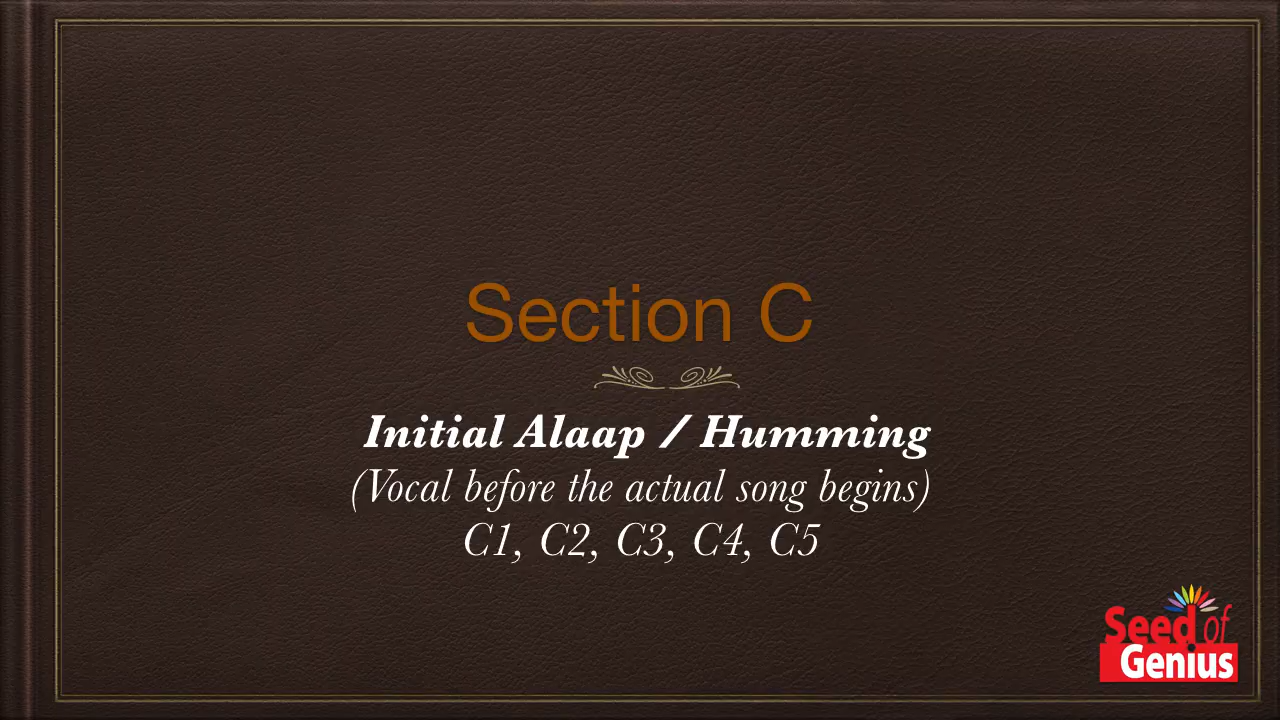 Section C
Initial Alaap / Humming
(Vocal before the actual song begins)
C1, C2, C3, C4, C5
Seed of
Genius